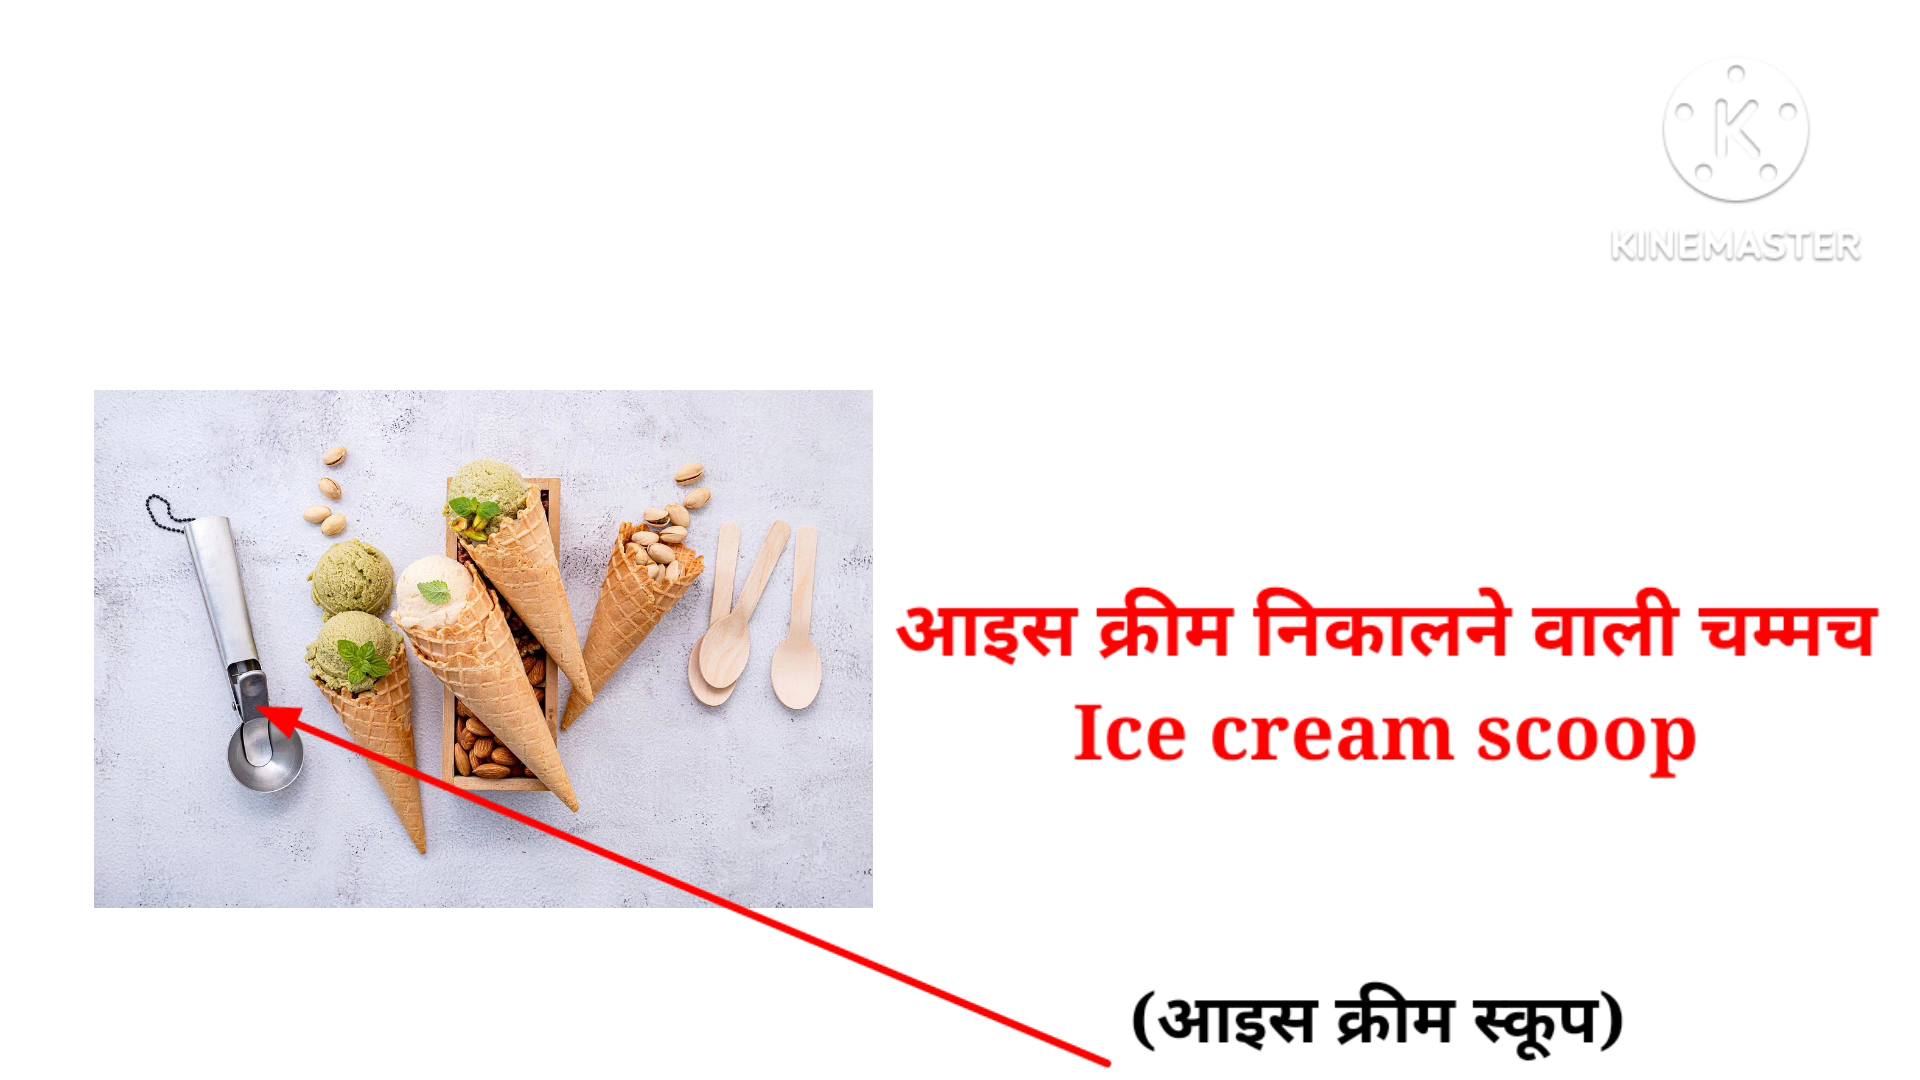 K
KINEMASTER
आइस क्रीम निकालने वाली चम्मच
Ice cream scoop
(आइस क्रीम स्कूप)